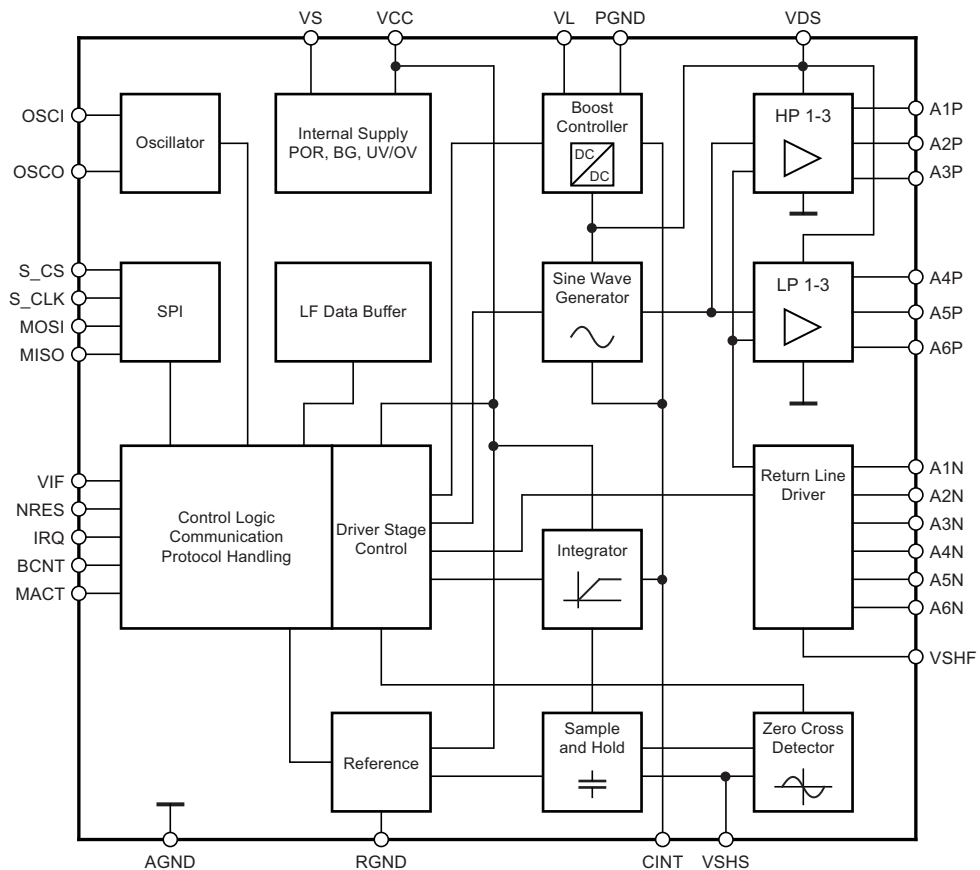 VS
VCC
VL
PGND
VDS
OSCI
OSCO
Oscillator
Internal Supply
POR, BG, UV/OV
Boost
Controller
DC
DC
HP 1-3
A1P
A2P
A3P
S_CS
S_CLK
MOSI
MISO
SPI
LF Data Buffer
Sine Wave
Generator
LP 1-3
A4P
A5P
A6P
VIF
NRES
IRQ
BCNT
MACT
Control Logic
Communication
Protocol Handling
Driver Stage
Control
Integrator
Return Line
Driver
A1N
A2N
A3N
A4N
A5N
A6N
VSHF
Reference
Sample
and Hold
Zero Cross
Detector
AGND
RGND
CINT
VSHS